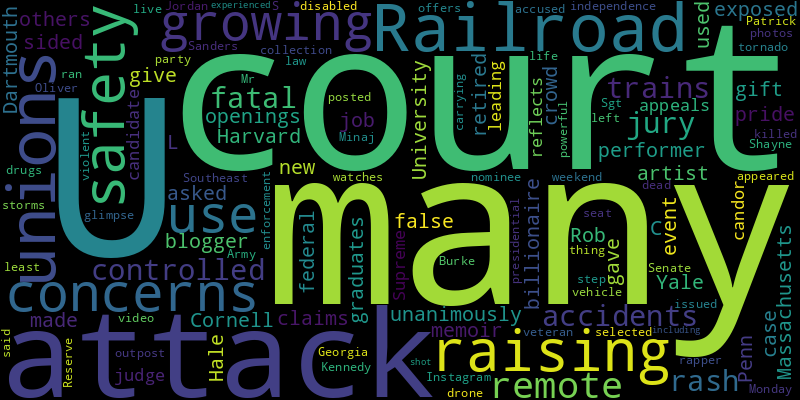 Dartmouth
others
sided
growing
Jordan
experienced
S
disabled
Railroad
live
offers
accused
independence
used
exposed
Patrick
photos
tornado
Sanders
collection
law
unions
Oliver
ran
safety
party
give
candidate
Mr
fatal
openings
Harvard
posted
job
Minaj
court
University
carrying
retired
leading
crowd
reflects
powerful
life
trains
Sgt
left
appeals
jury
gift
pride
killed
Shayne
performer
artist
appeared
drugs
violent
L
U
Southeast
new
watches
nominee
weekend
dead
storms
glimpse
use
asked
blogger
enforcement
Army
federal
many
false
Supreme
graduates
Burke
presidential
billionaire
seat
Rob
thing
step
vehicle
gave
C
event
Senate
Yale
candor
Massachusetts
least
controlled
concerns
made
video
Cornell
claims
unanimously
memoir
veteran
selected
including
accidents
issued
case
said
attack
outpost
judge
Reserve
Hale
Georgia
Kennedy
shot
Instagram
drone
raising
remote
rapper
rash
Penn
Monday